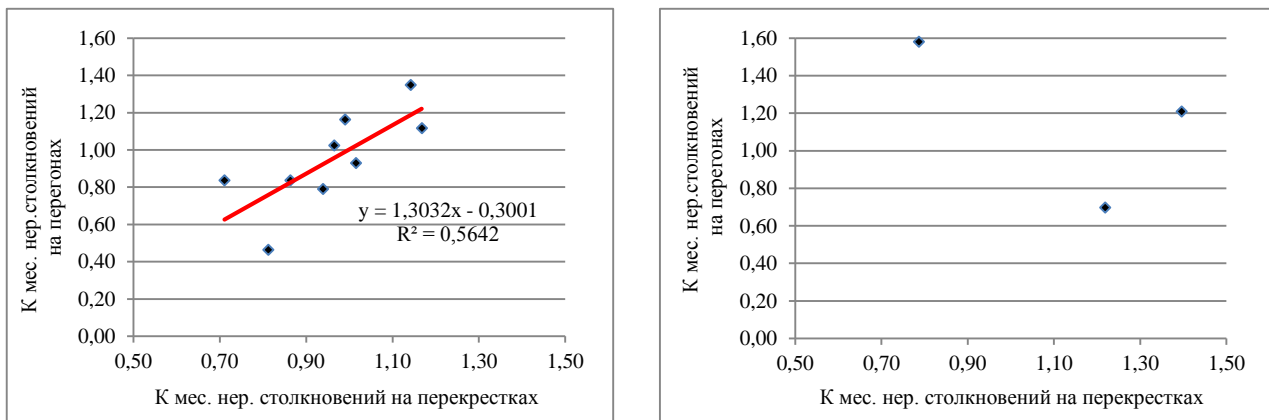 К мес. нер.столкновений
на перегонах
1,60
1,40
1,20
1,00
0,80
0,60
0,40
0,20
0,00
y = 1,3032x - 0,3001
R² = 0,5642
0,50 0,70 0,90 1,10 1,30 1,50
К мес. нер. столкновений на перекрестках
К мес. нер.столкновений
на перегонах
1,60
1,40
1,20
1,00
0,80
0,60
0,40
0,20
0,00
0,50 0,70 0,90 1,10 1,30 1,50
К мес. нер. столкновений на перекрестках